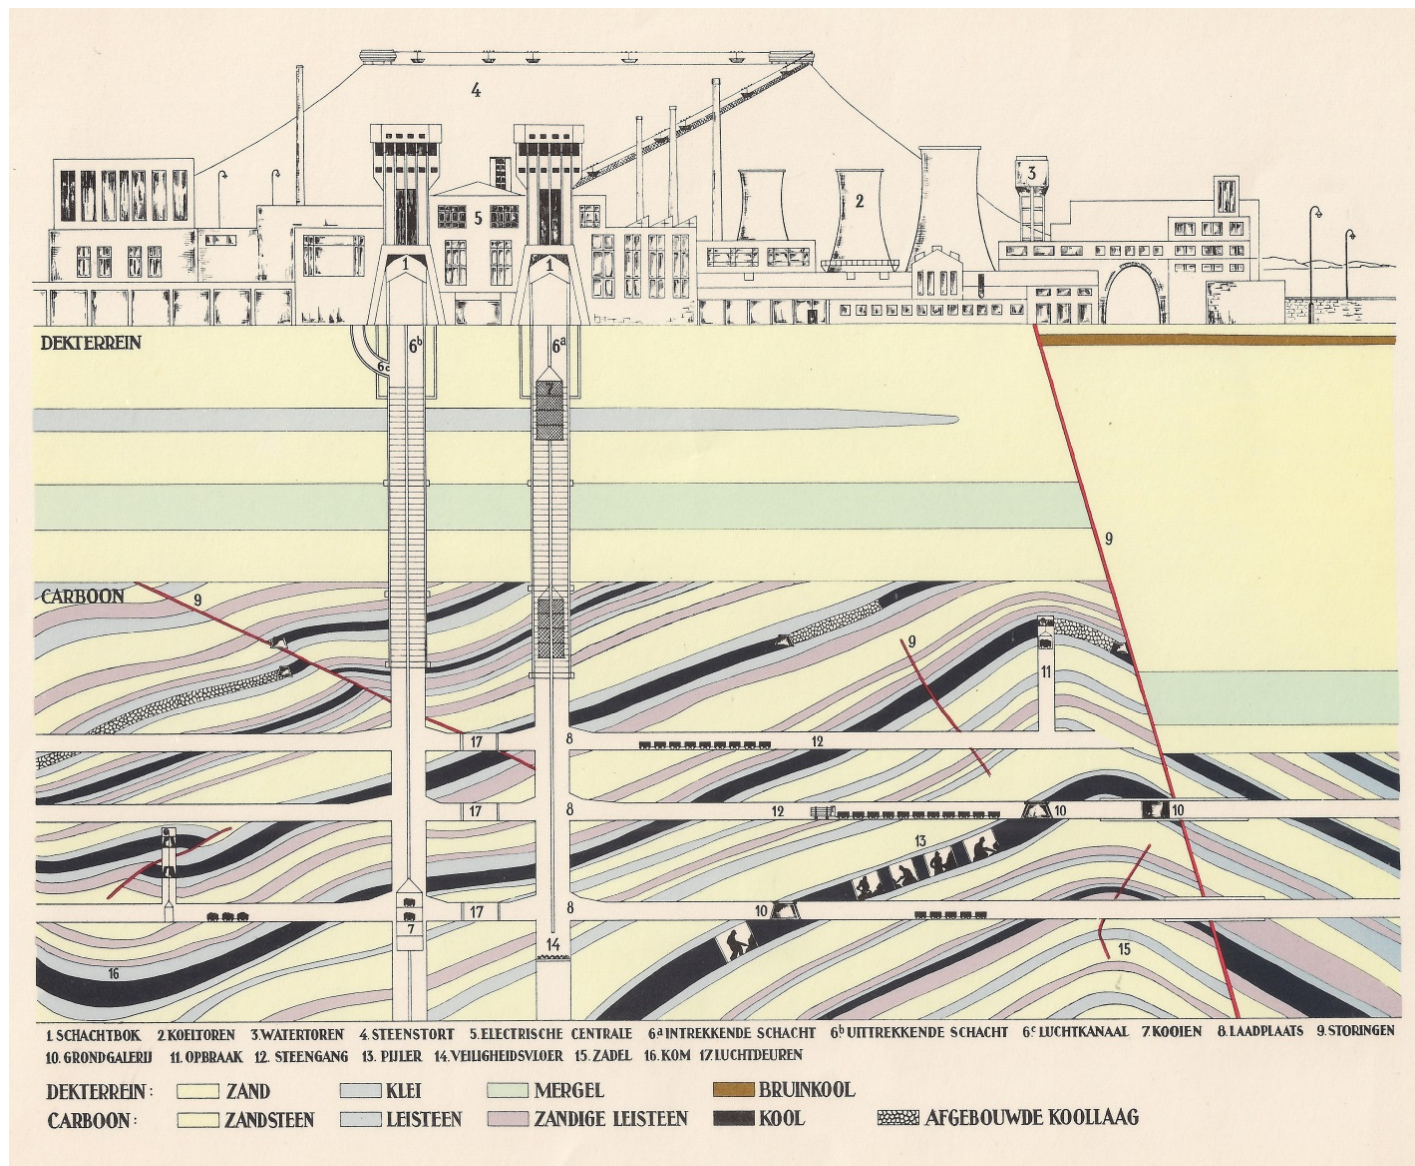 4
3
2
5
1 1
6b 6a
DEKTERREIN
6c
7
9
CARBOON
9
9
11
17 8 12
17 8 12 10 10
13
17 8 10
7
14
15
16
1 SCHACHTBOK 2 KOELTOREN 3.WATERTOREN 4.STEENSTORT 5.ELECTRISCHE CENTRALE 6a INTREKKENDE SCHACHT 6b UITTREKKENDE SCHACHT 6c LUCHTKANAAL 7.KOOIEN 8.LAADPLAATS 9.STORINGEN
10. GRONDGALERIJ 11. OPBRAAK 12. STEENGANG 13. PIJLER 14.VEILIGHEIDSVLOER 15. ZADEL 16. KOM 17 LUCHTDEUREN
DEKTERREIN: ZAND KLEI MERGEL BRUINKOOL
CARBOON: ZANDSTEEN LEISTEEN ZANDIGE LEISTEEN KOOL AFGEBOUWDE KOOLLAAG